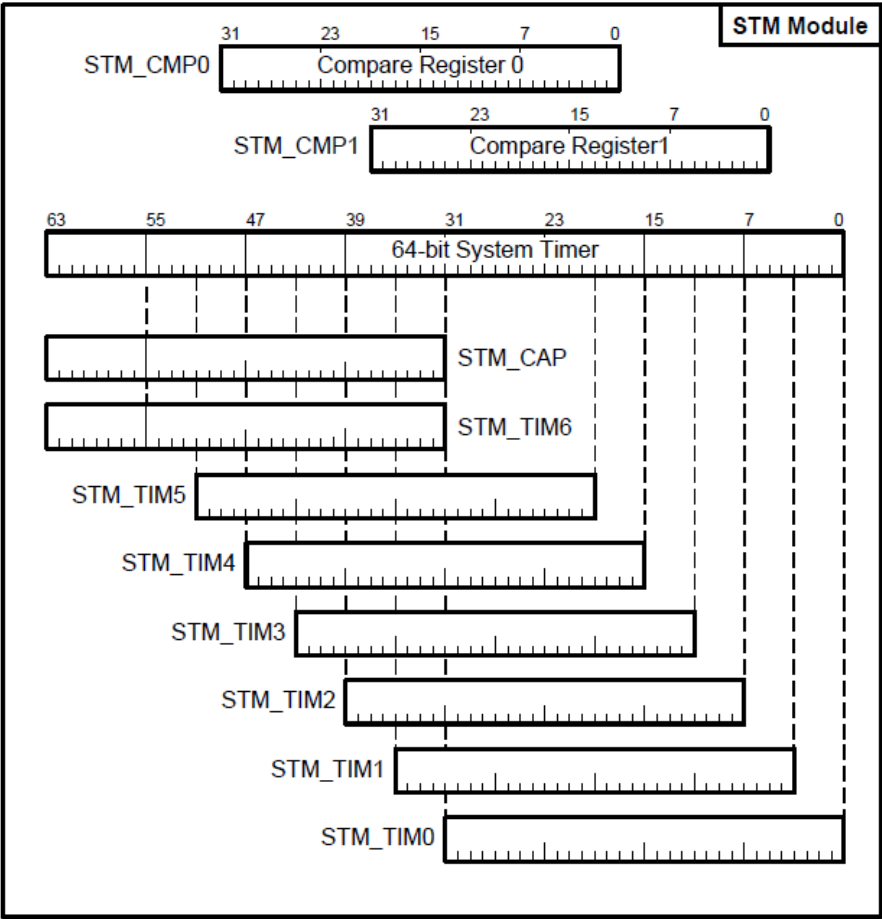 STM Module
31 23 15 7 0
STM_CMP0 Compare Register 0
31 23 15 7 0
STM_CMP1 Compare Register1
63 55 47 39 31 23 15 7 0
64-bit System Timer
STM_CAP
STM_TIM6
STM_TIM5
STM_TIM4
STM_TIM3
STM_TIM2
STM_TIM1
STM_TIM0